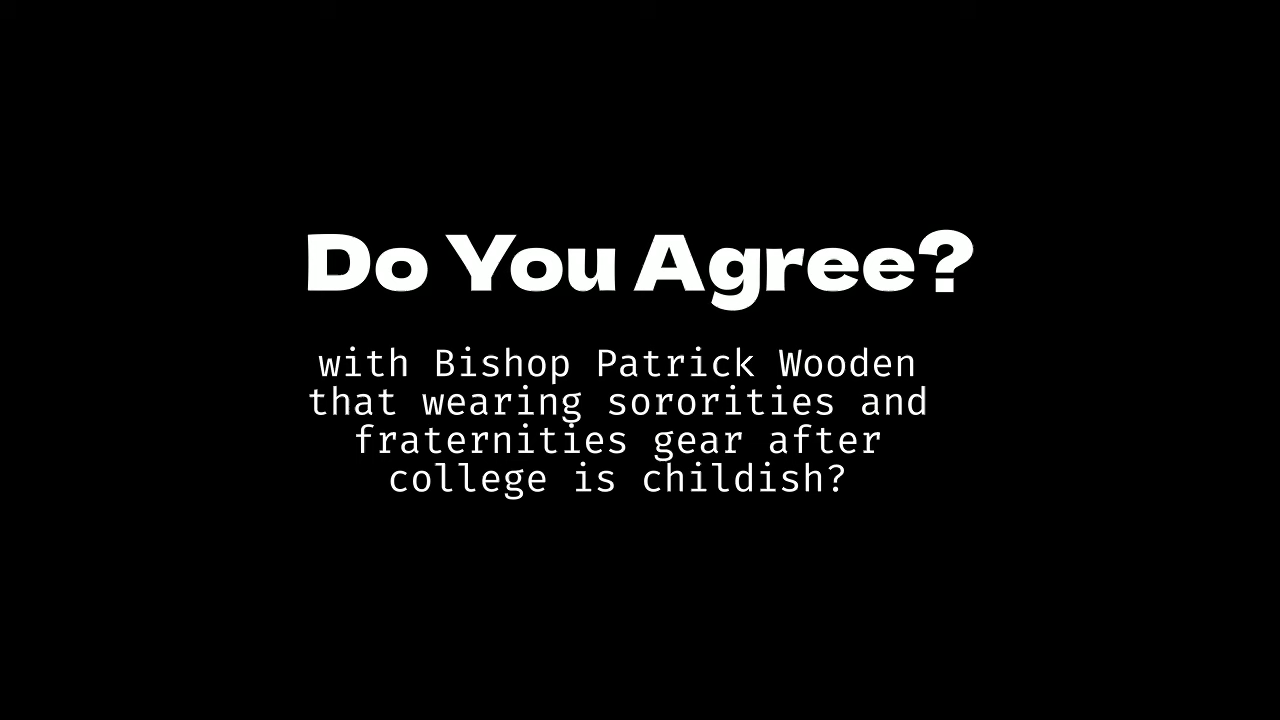 Do You Agree?
with Bishop Patrick Wooden
that wearing sororities and
fraternities gear after
college is childish?